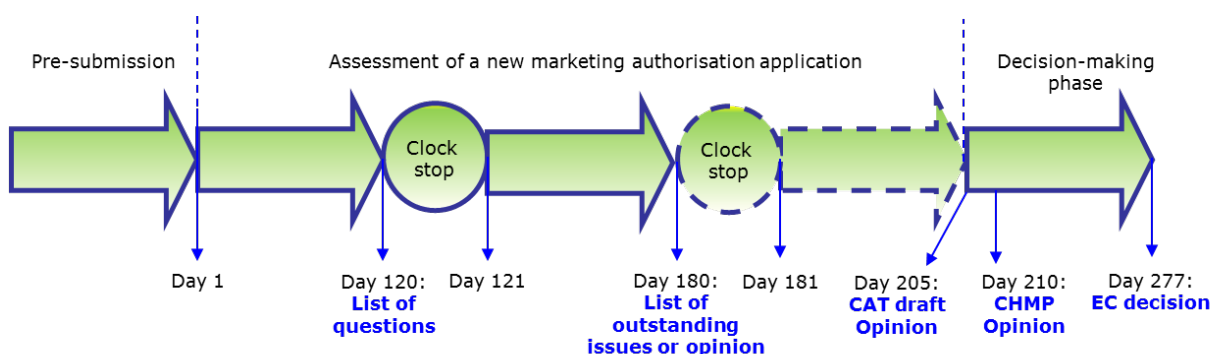 Pre-submission
Assessment of a new marketing authorisation application
Decision-making
phase
Clock
stop
Clock
stop
Day 1
Day 120:
List of
questions
Day 121
Day 180:
List of
outstanding
issues or opinion
Day 181
Day 205:
CAT draft
Opinion
Day 210:
CHMP
Opinion
Day 277:
EC decision